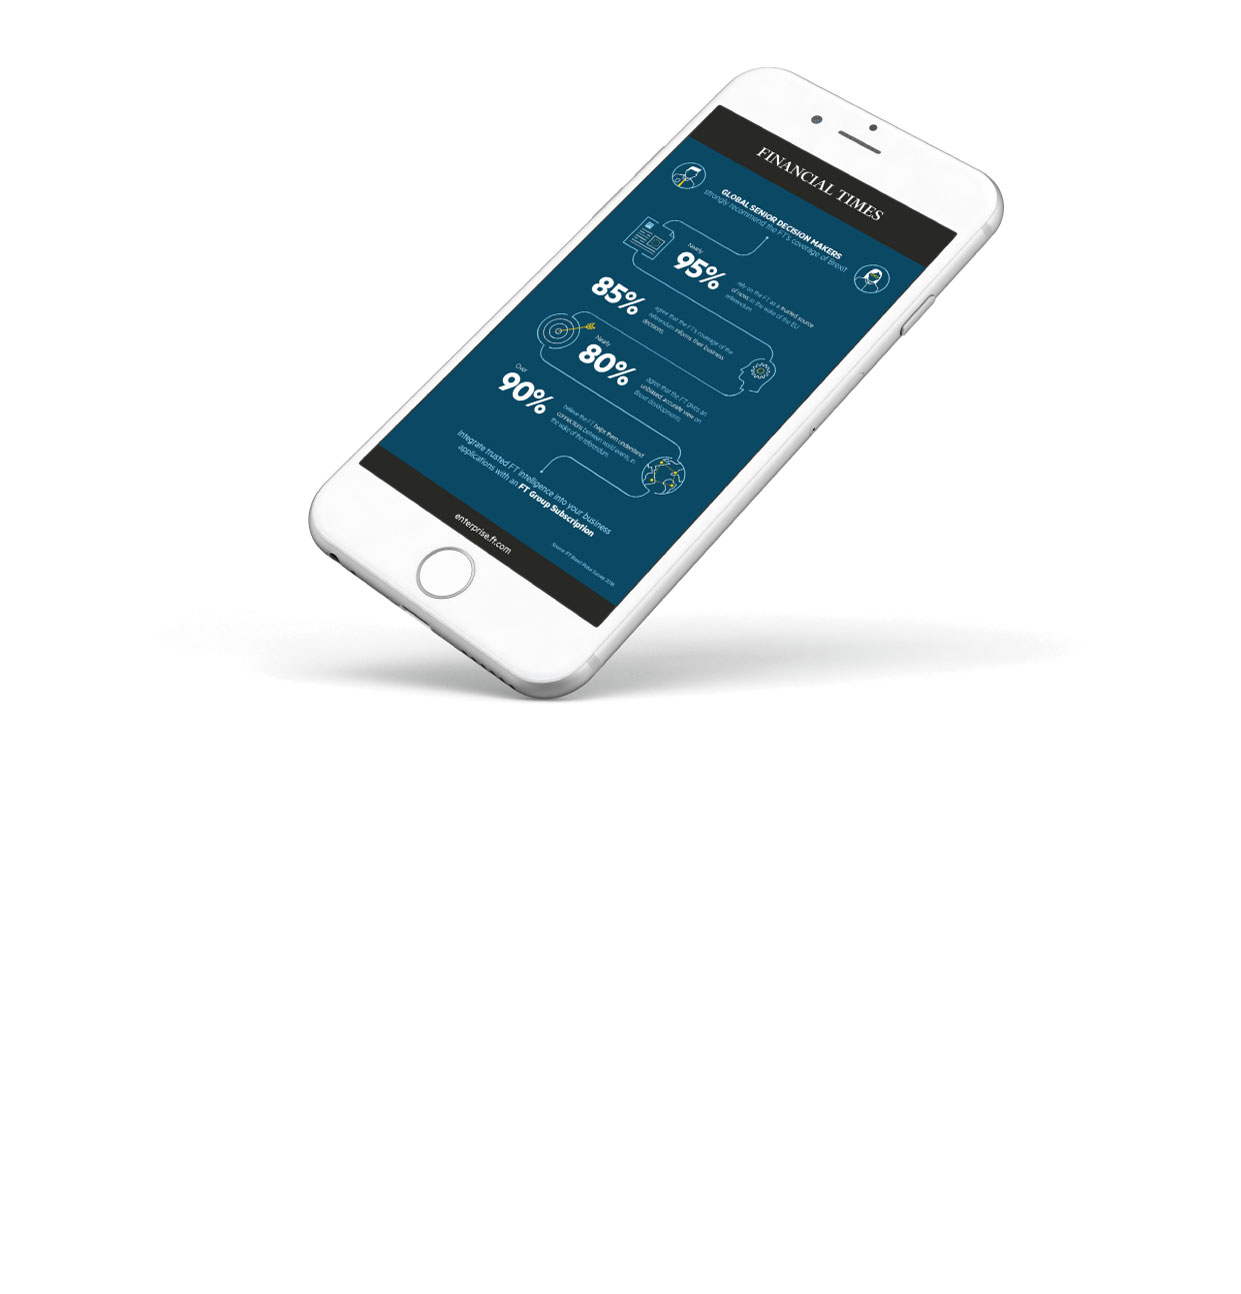 FINANCIAL TIMES
GLOBAL SENIOR DECISION MAKERS
strongly recommend the FT's coverage of Brexit
Nearly
95%
rely on the FT as a trusted source
of news in the wake of the EU
referendum
85%
agree that the FT's coverage of the
referendum informs their business
decisions
Nearly
80%
agree that the FT gives an
unbiased, accurate view on
Brexit developments
Over
90%
believe the FT helps them understand
connections between world events, in
the wake of the referendum
Integrate trusted FT intelligence into your business
applications with an FT Group Subscription
Source: FT Brexit Pulse Survey 2016
enterprise.ft.com